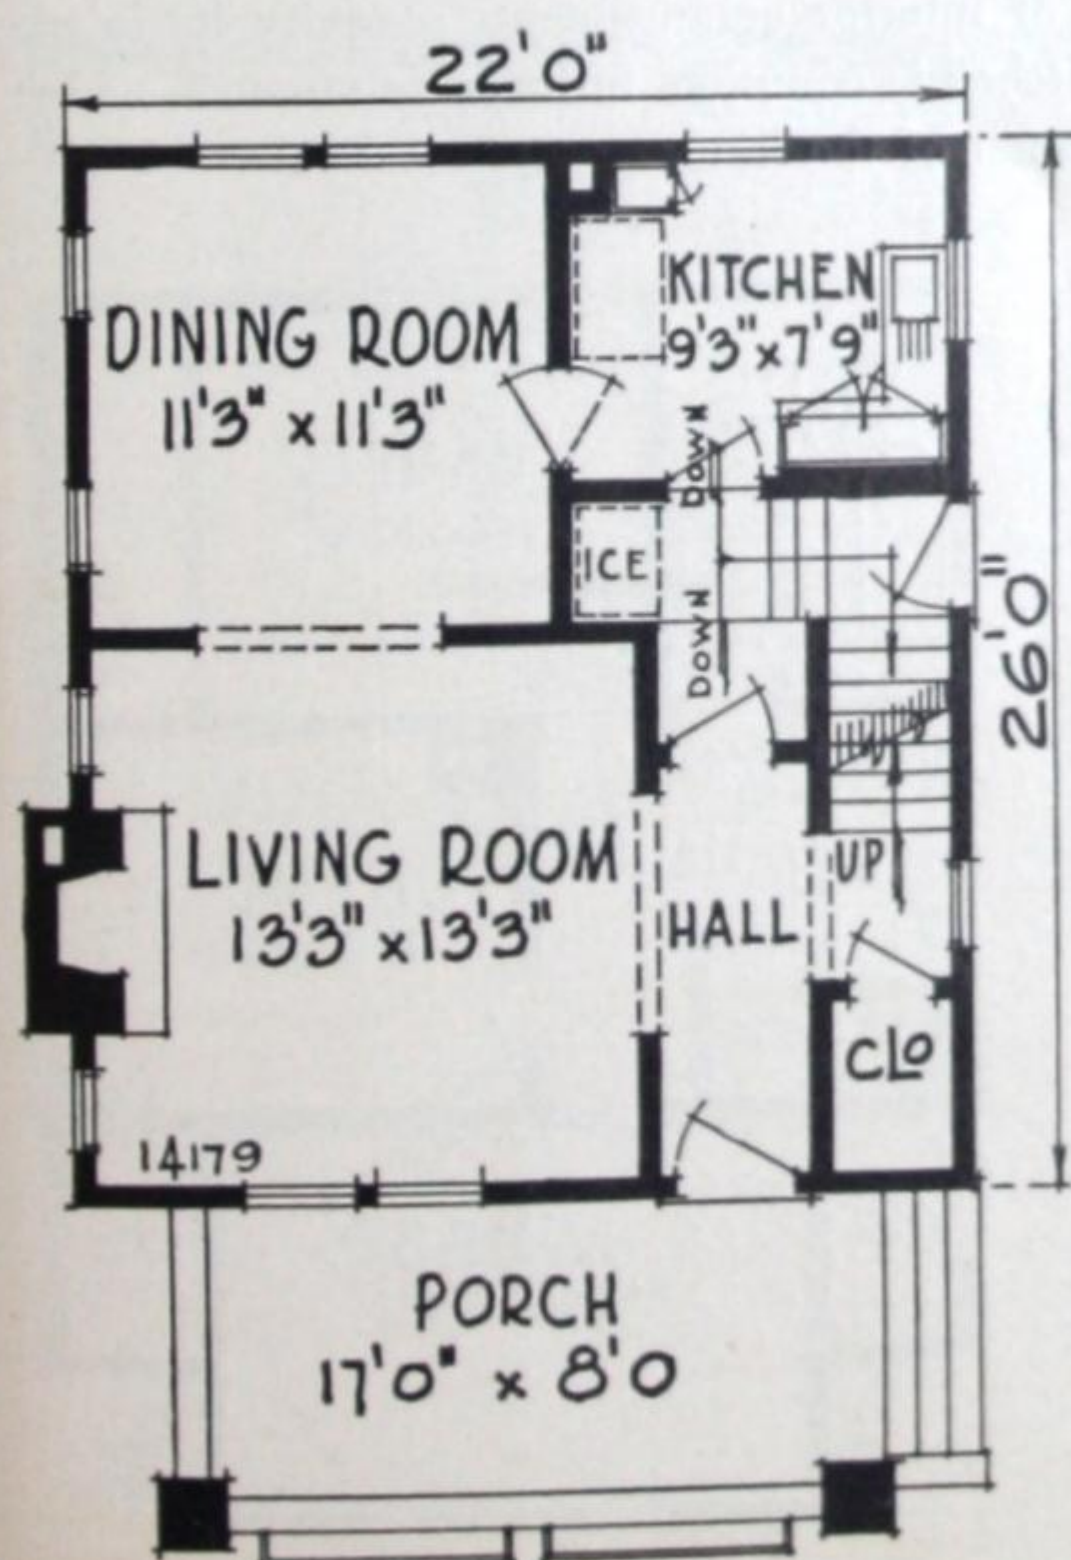 22'0"
KITCHEN
9'3" x 7'9"
DINING ROOM
11'3" x 11'3"
DOWN
ICE
DOWN
26'0"
LIVING ROOM
13'3" x 13'3"
UP
HALL
CLO
14179
PORCH
17'0" x 8'0